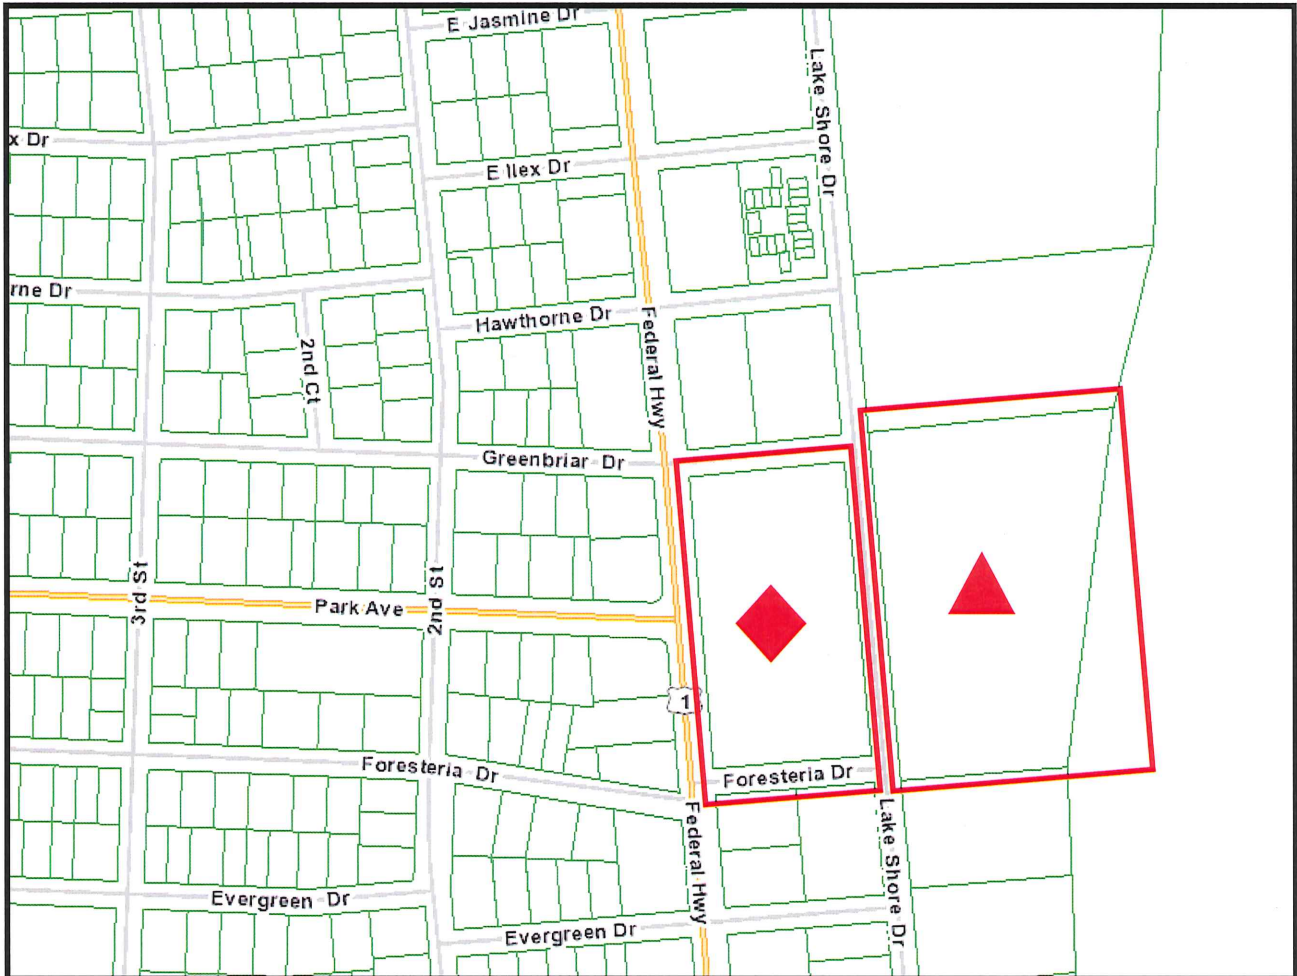 E Jasmine Dr
Lake Shore Dr
x Dr
E Ilex Dr
rne Dr
Hawthorne Dr
Federal Hwy
2nd Ct
Greenbriar Dr
3rd St
Park Ave
2nd St
1
Foresteria Dr
Foresteria Dr
Federal Hwy
Lake Shore Dr
Evergreen Dr
Evergreen Dr